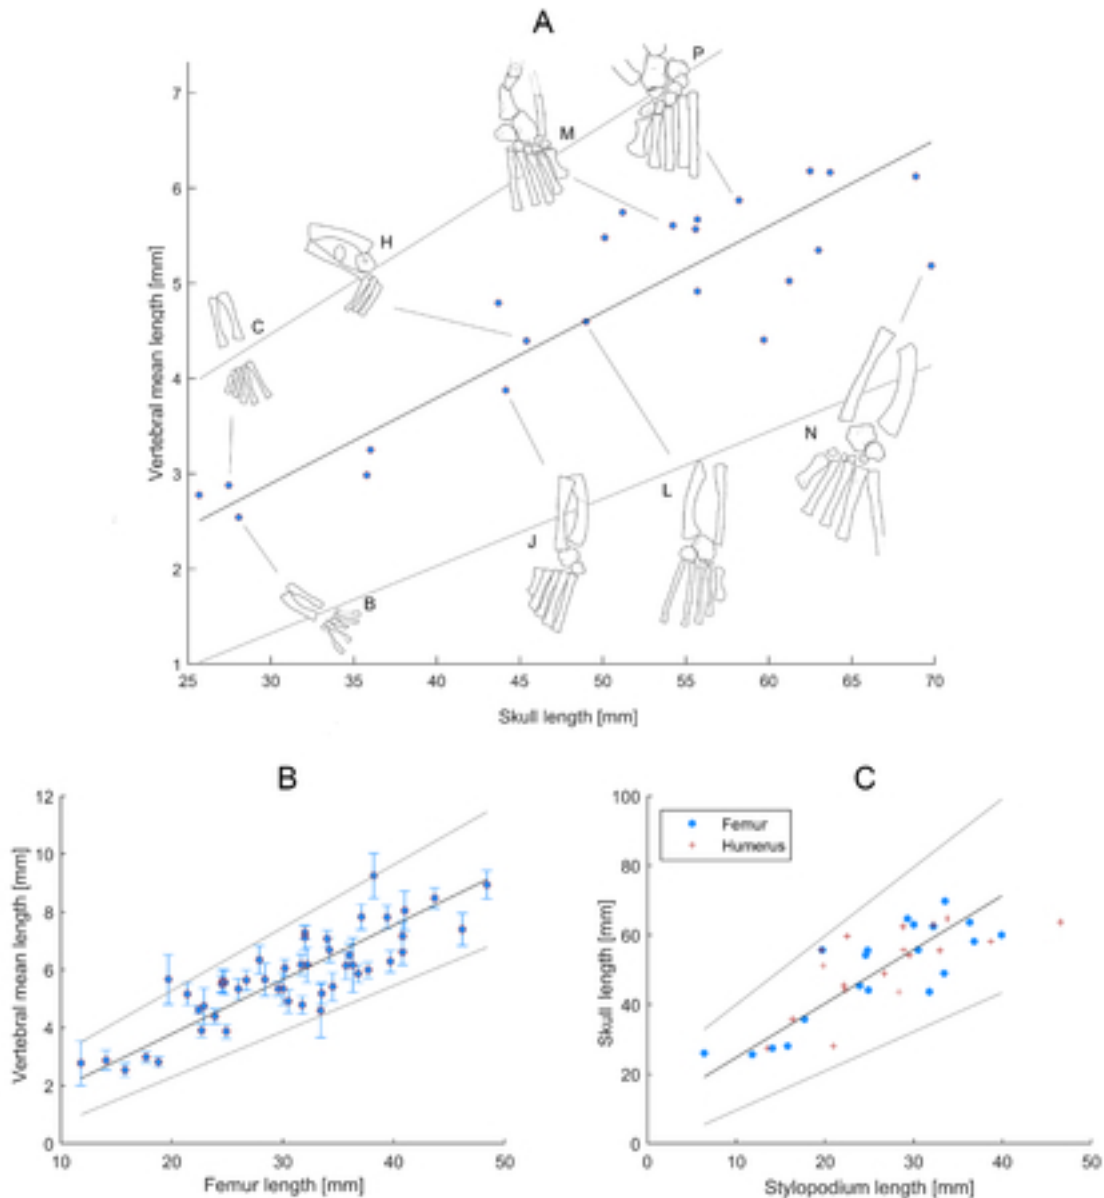 A
P
7
M
6
H
Vertebral mean length [mm]
5
C
4
N
3
L
J
2
B
1
25 30 35 40 45 50 55 60 65 70
Skull length [mm]
B
12
10
8
6
4
2
0
Vertebral mean length [mm]
10 20 30 40 50
Femur length [mm]
C
100
80
60
40
20
0
Skull length [mm]
Femur
Humerus
0 10 20 30 40 50
Stylopodium length [mm]